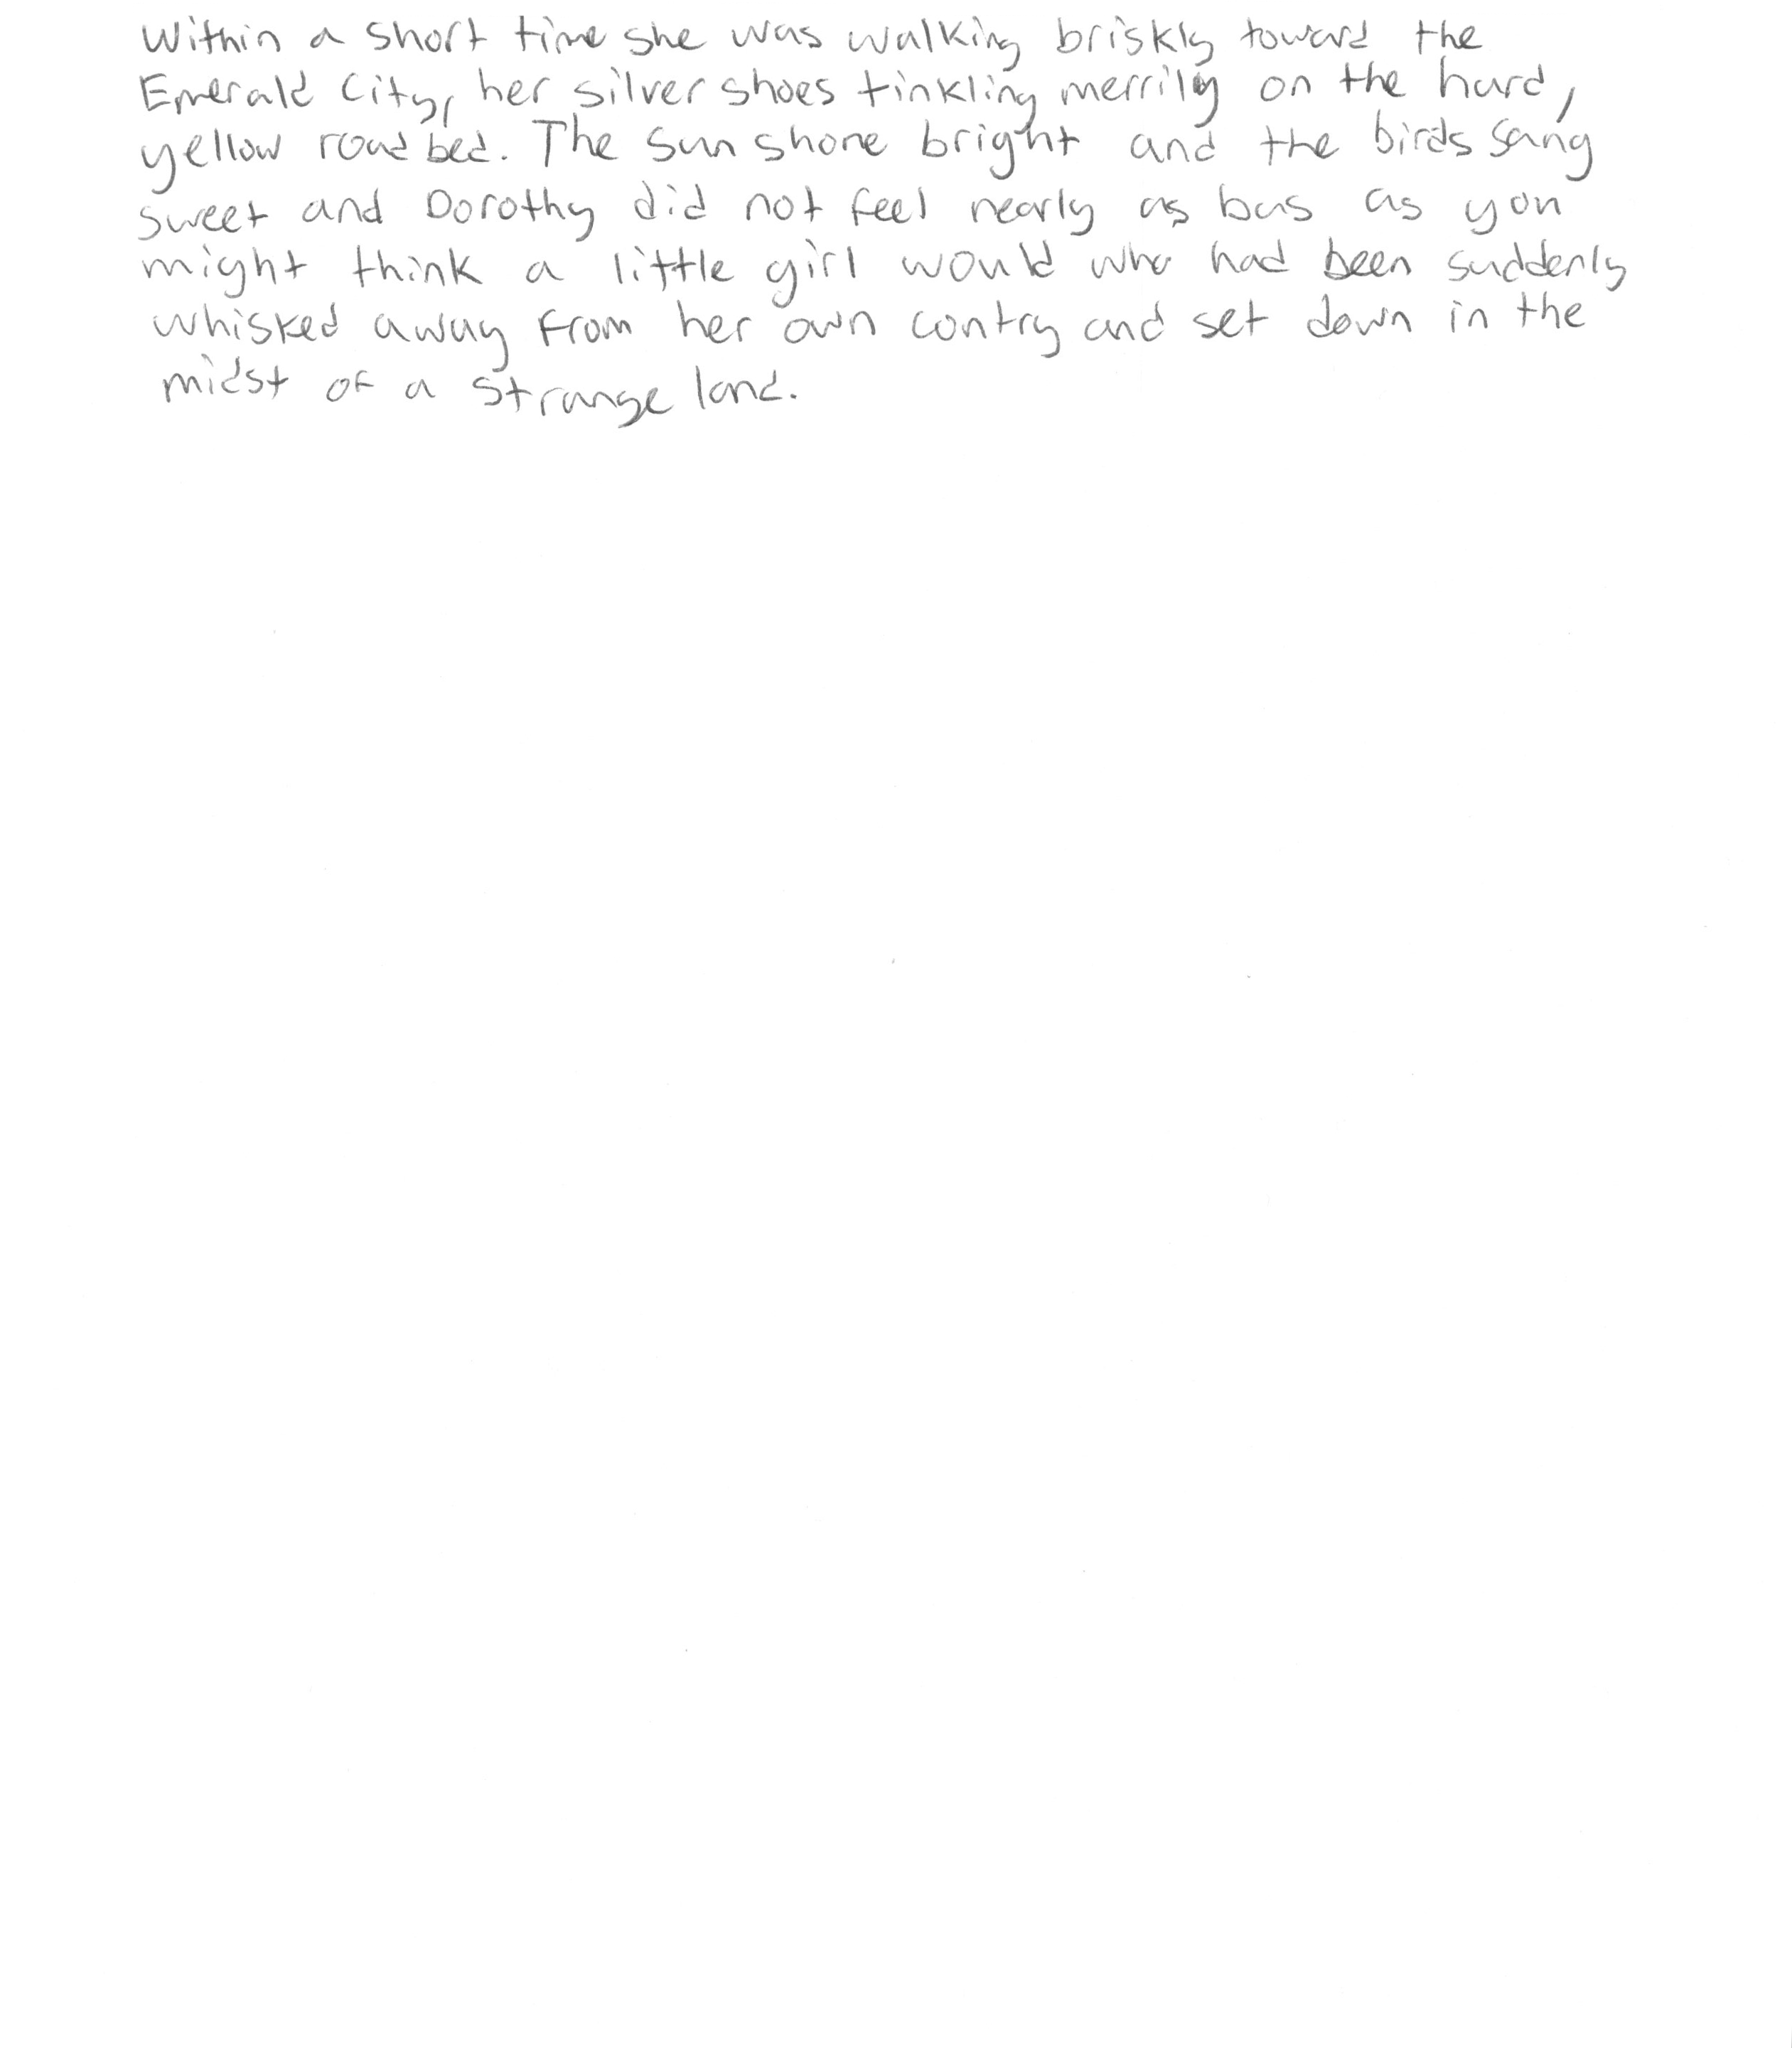 Within a short time she was walking briskly toward the
Emerald City, her silver shoes tinkling merrily on the hard,
yellow road bed. The sun shone bright and the birds sang
sweet and Dorothy did not feel nearly as bas as you
might think a little girl would who had been suddenly
whisked away from her own contry and set down in the
midst of a strange land.